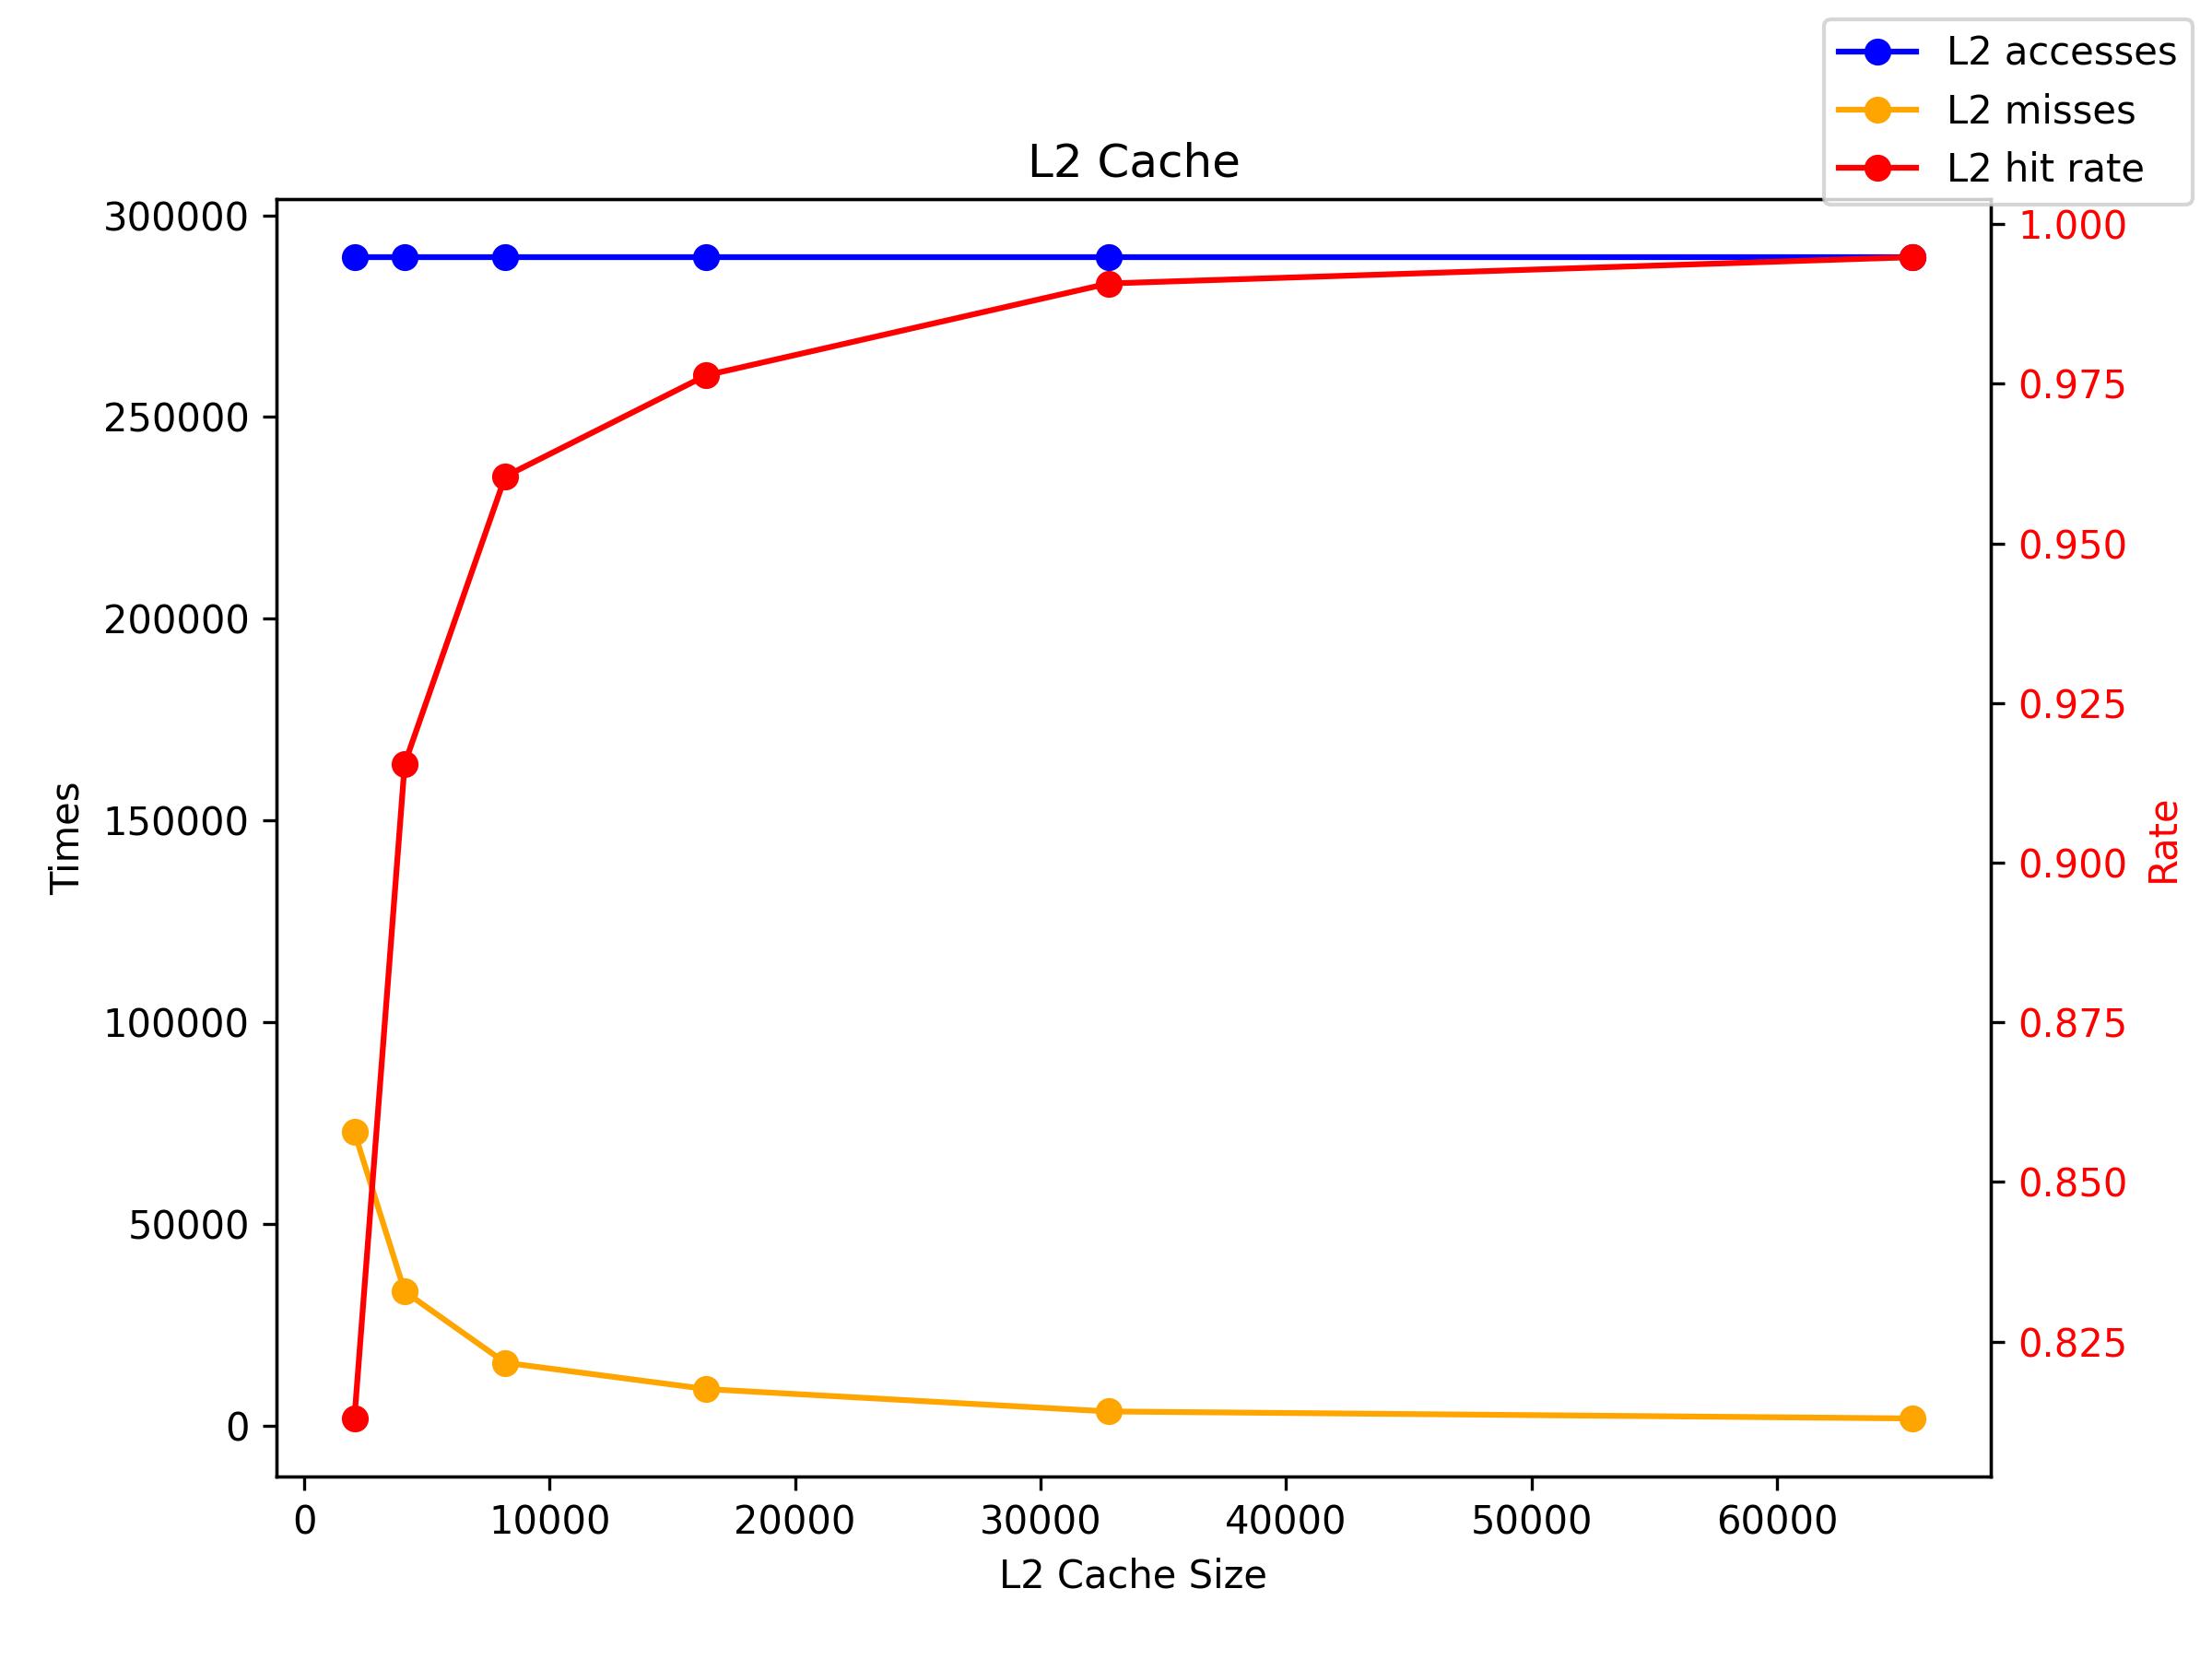 L2 accesses
L2 misses
L2 hit rate
L2 Cache
300000
250000
200000
150000
100000
50000
0
Times
1.000
0.975
0.950
0.925
0.900
0.875
0.850
0.825
Rate
0 10000 20000 30000 40000 50000 60000
L2 Cache Size